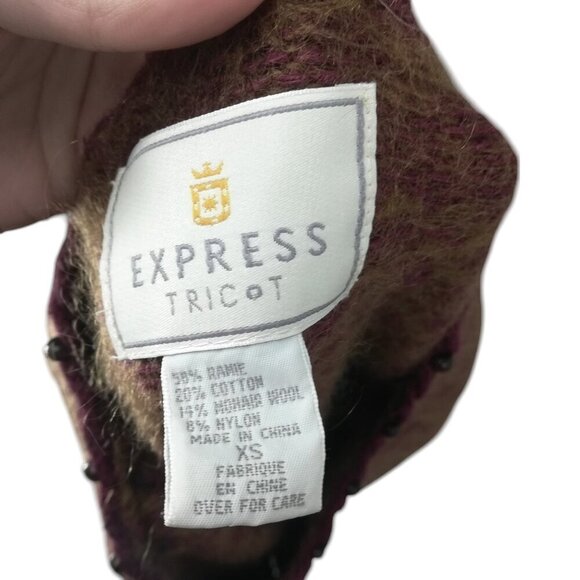 EXPRESS
TRICOT
58% RAMIE
20% COTTON
14% MOHAIR WOOL
8% NYLON
MADE IN CHINA
XS
FABRIQUE
EN CHINE
OVER FOR CARE